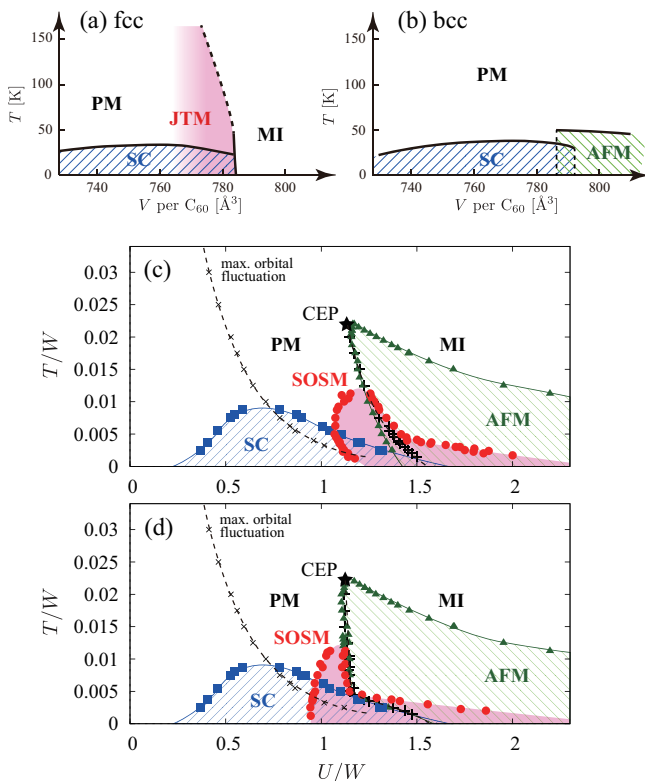 (a) fcc
(b) bcc
150
100
50
0
T [K]
PM
JTM
MI
SC
740
760
780
800
V per C60 [Å³]
150
100
50
0
T [K]
PM
SC
AFM
740
760
780
800
V per C60 [Å³]
(c)
max. orbital
fluctuation
CEP
PM
MI
SOSM
AFM
SC
0.03
0.025
0.02
0.015
0.01
0.005
0
T/W
0
0.5
1
1.5
2
(d)
max. orbital
fluctuation
CEP
PM
MI
SOSM
AFM
SC
0.03
0.025
0.02
0.015
0.01
0.005
0
T/W
0
0.5
1
1.5
2
U/W